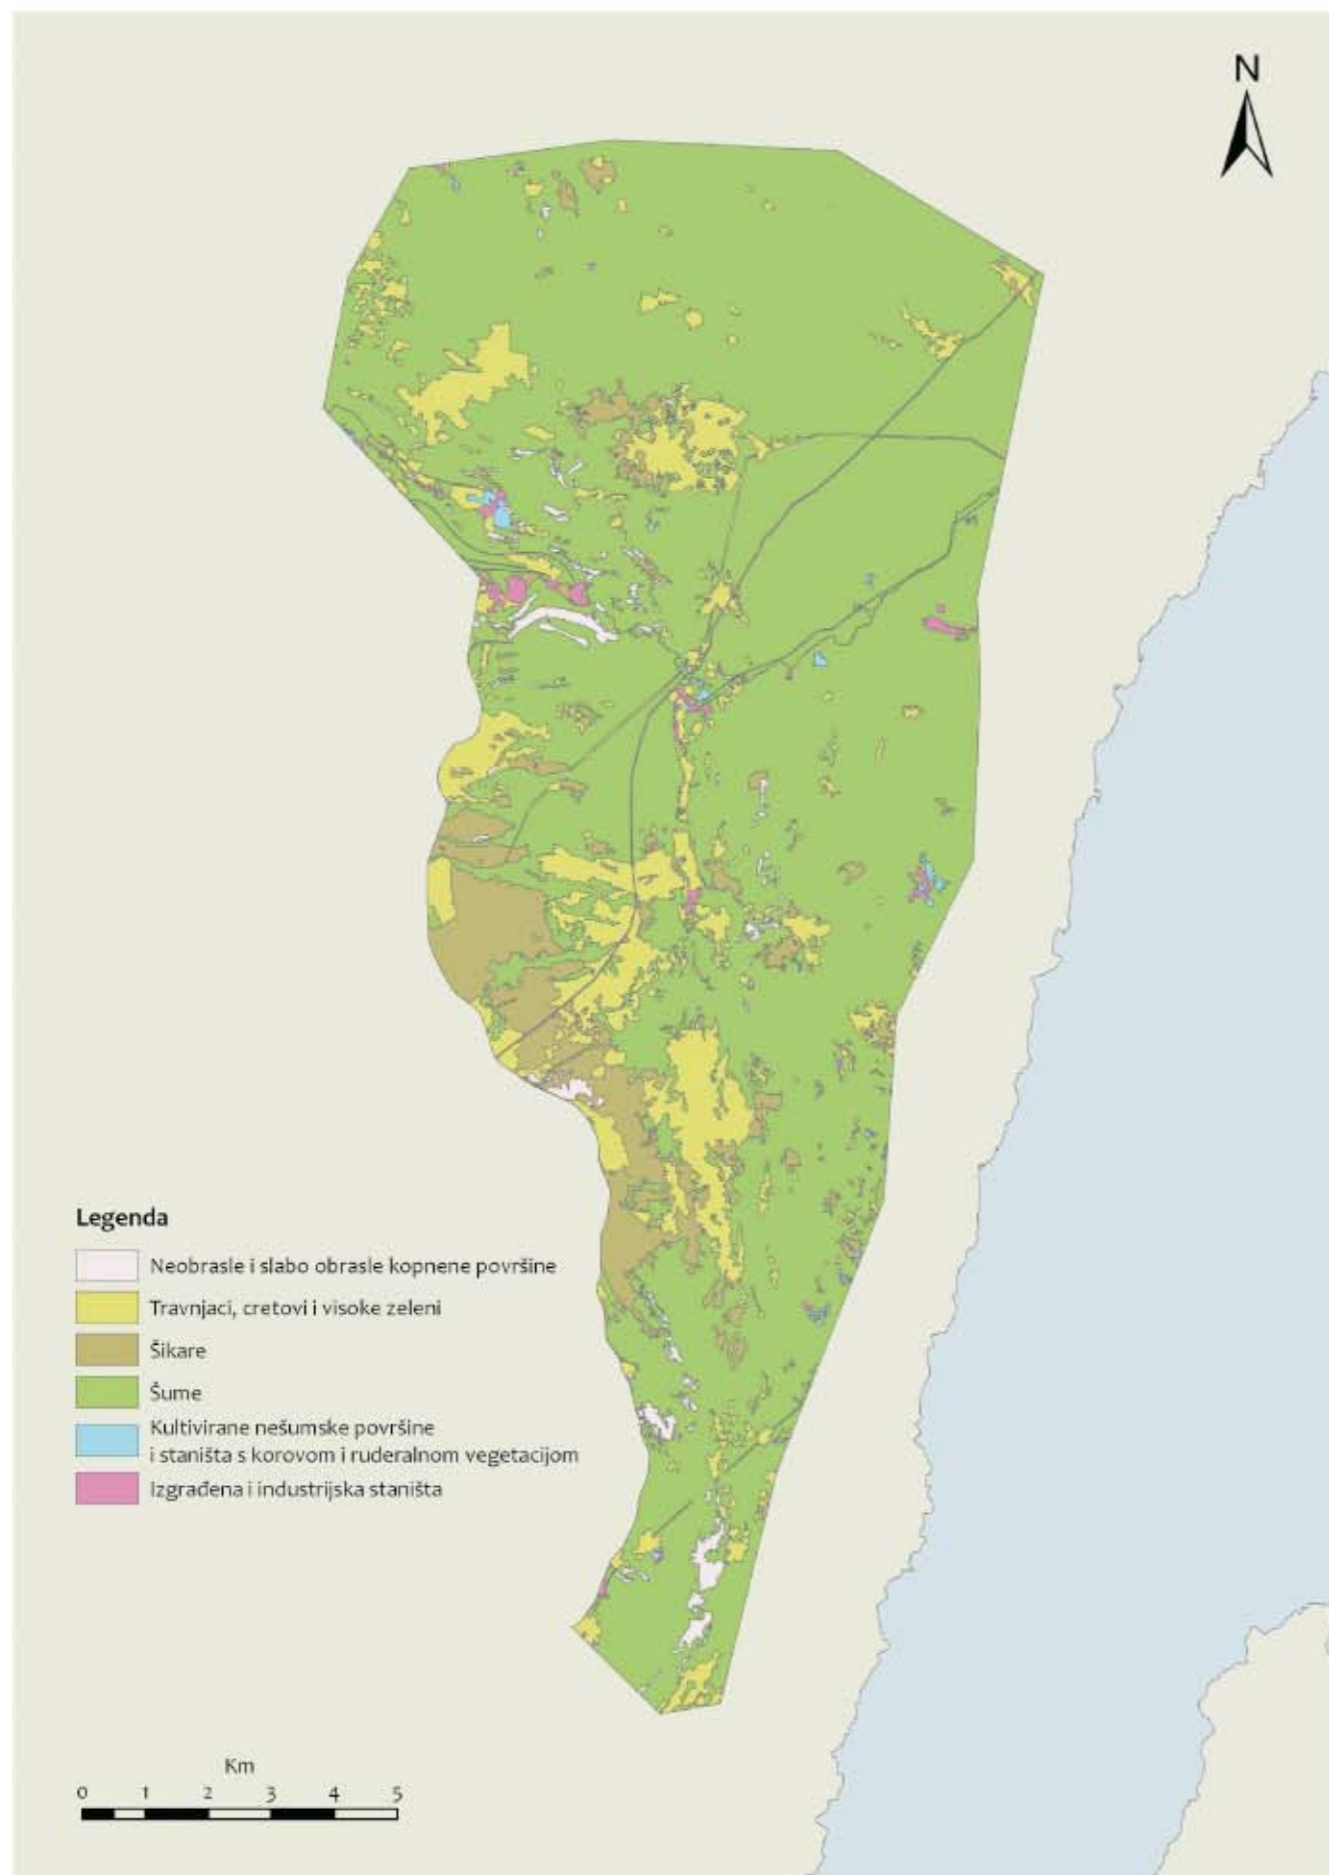 N
Legenda
Neobrasle i slabo obrasle kopnene površine
Travnjaci, cretovi i visoke zeleni
Šikare
Šume
Kultivirane nešumske površine
i staništa s korovom i ruderalnom vegetacijom
Izgrađena i industrijska staništa
Km
0 1 2 3 4 5